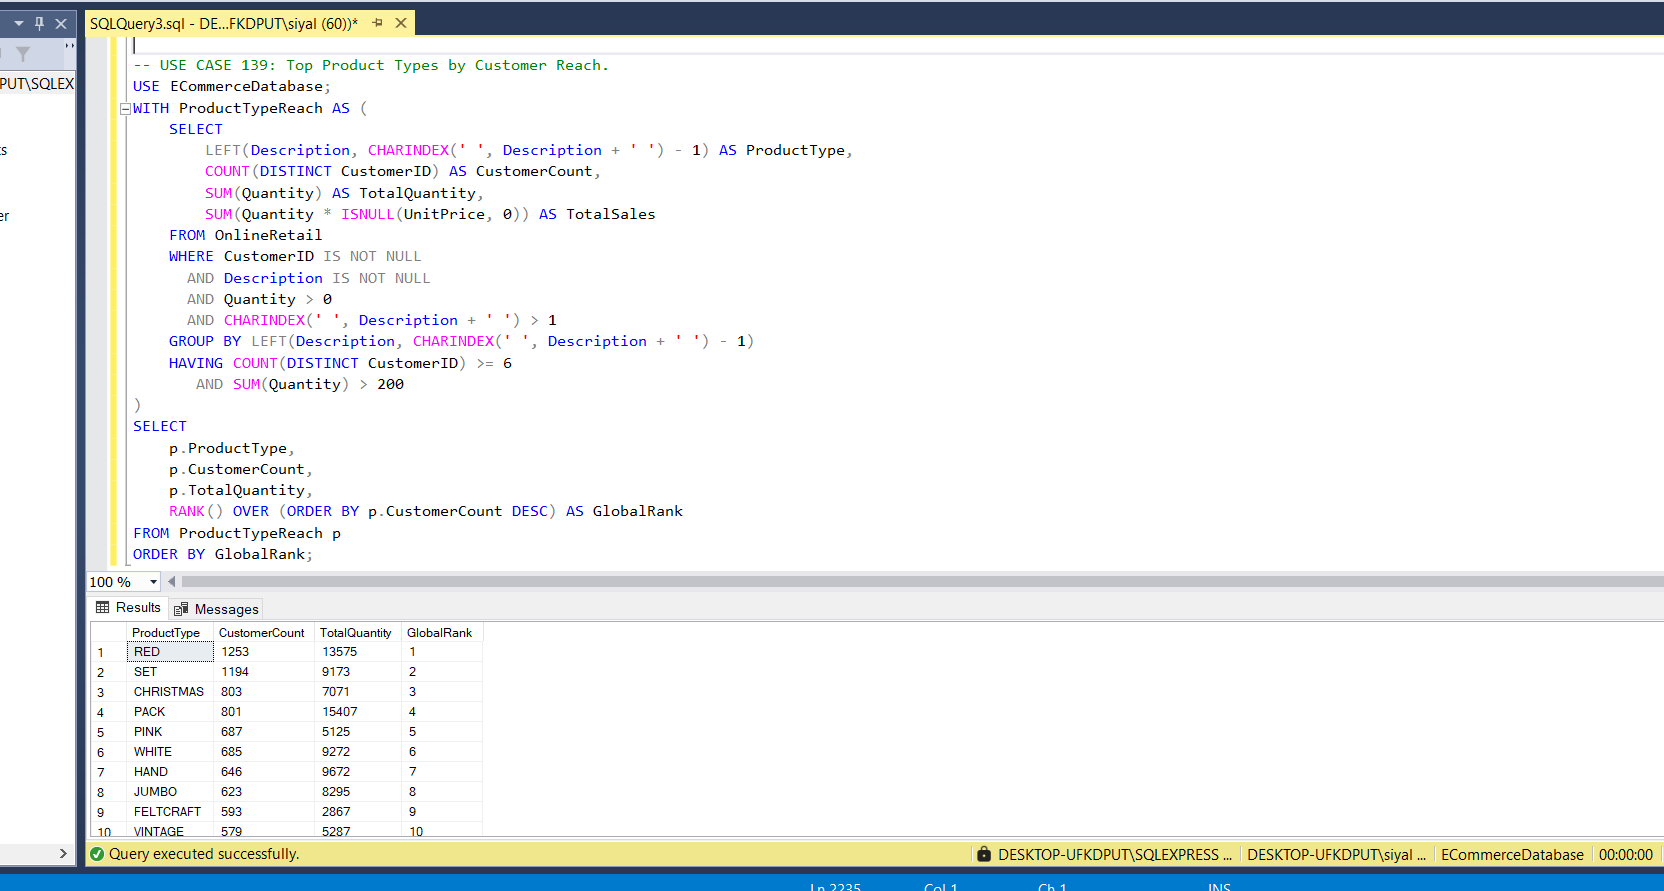 SQLQuery3.sql - DE...FKDPUT\siyal (60))*
PUT\SQLEX
ts
er
-- USE CASE 139: Top Product Types by Customer Reach.
USE ECommerceDatabase;
WITH ProductTypeReach AS (
    SELECT
        LEFT(Description, CHARINDEX(' ', Description + ' ') - 1) AS ProductType,
        COUNT(DISTINCT CustomerID) AS CustomerCount,
        SUM(Quantity) AS TotalQuantity,
        SUM(Quantity * ISNULL(UnitPrice, 0)) AS TotalSales
    FROM OnlineRetail
    WHERE CustomerID IS NOT NULL
      AND Description IS NOT NULL
      AND Quantity > 0
      AND CHARINDEX(' ', Description + ' ') > 1
    GROUP BY LEFT(Description, CHARINDEX(' ', Description + ' ') - 1)
    HAVING COUNT(DISTINCT CustomerID) >= 6
       AND SUM(Quantity) > 200
)
SELECT
    p.ProductType,
    p.CustomerCount,
    p.TotalQuantity,
    RANK() OVER (ORDER BY p.CustomerCount DESC) AS GlobalRank
FROM ProductTypeReach p
ORDER BY GlobalRank;
100 %
Results Messages
ProductType CustomerCount TotalQuantity GlobalRank
1 RED 1253 13575 1
2 SET 1194 9173 2
3 CHRISTMAS 803 7071 3
4 PACK 801 15407 4
5 PINK 687 5125 5
6 WHITE 685 9272 6
7 HAND 646 9672 7
8 JUMBO 623 8295 8
9 FELTCRAFT 593 2867 9
10 VINTAGE 579 5287 10
Query executed successfully. DESKTOP-UFKDPUT\SQLEXPRESS ... DESKTOP-UFKDPUT\siyal ... ECommerceDatabase 00:00:00
Ln 2235 Col 1 Ch 1 INS